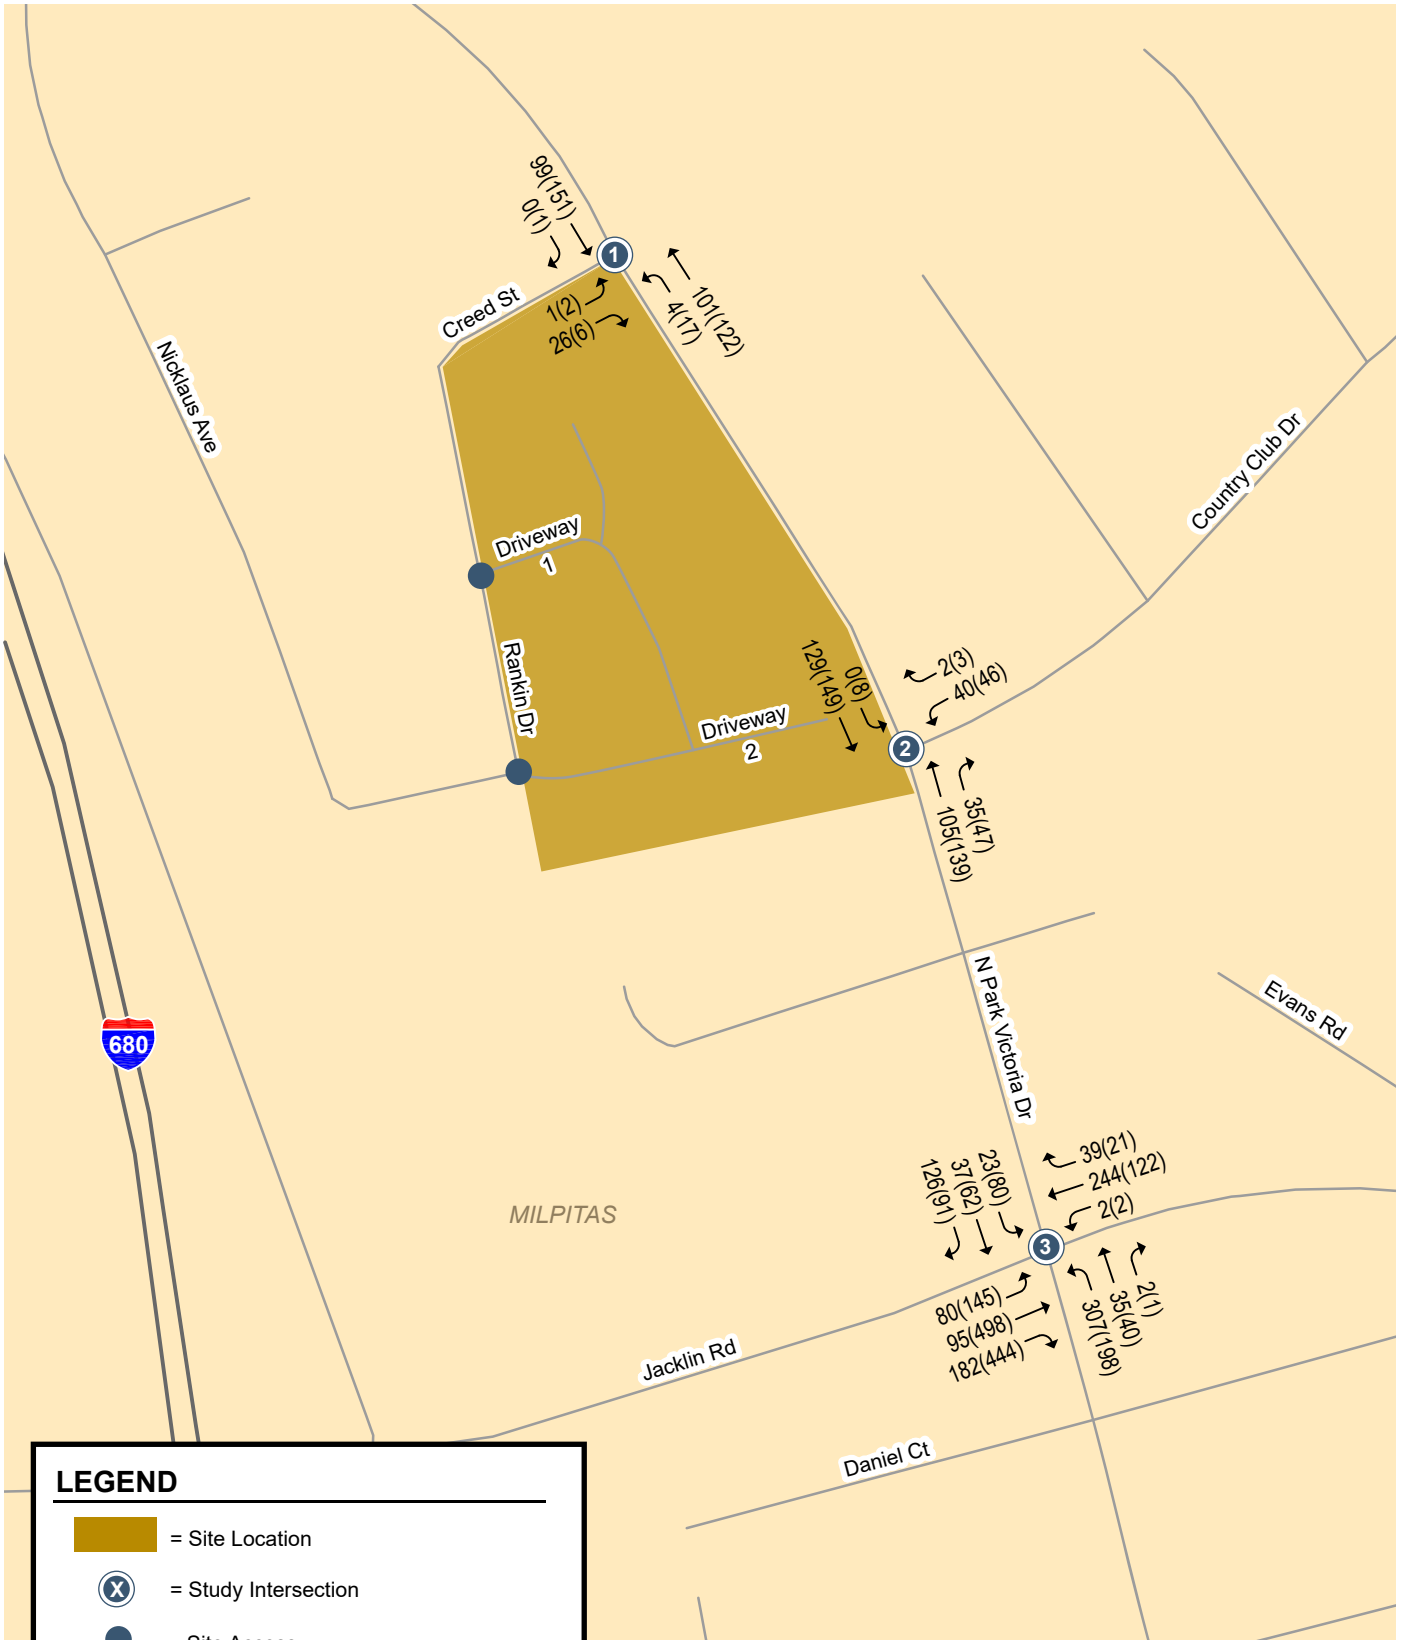 99(151)
0(1)
1
Creed St
1(2)
26(6)
4(17)
101(122)
Nicklaus Ave
Country Club Dr
Driveway
1
Rankin Dr
129(149)
0(8)
2(3)
40(46)
Driveway
2
2
35(47)
105(139)
N Park Victoria Dr
Evans Rd
680
39(21)
244(122)
2(2)
126(91)
37(62)
23(80)
MILPITAS
3
80(145)
95(498)
182(444)
307(198)
35(40)
2(1)
Jacklin Rd
Daniel Ct
LEGEND
= Site Location
X = Study Intersection